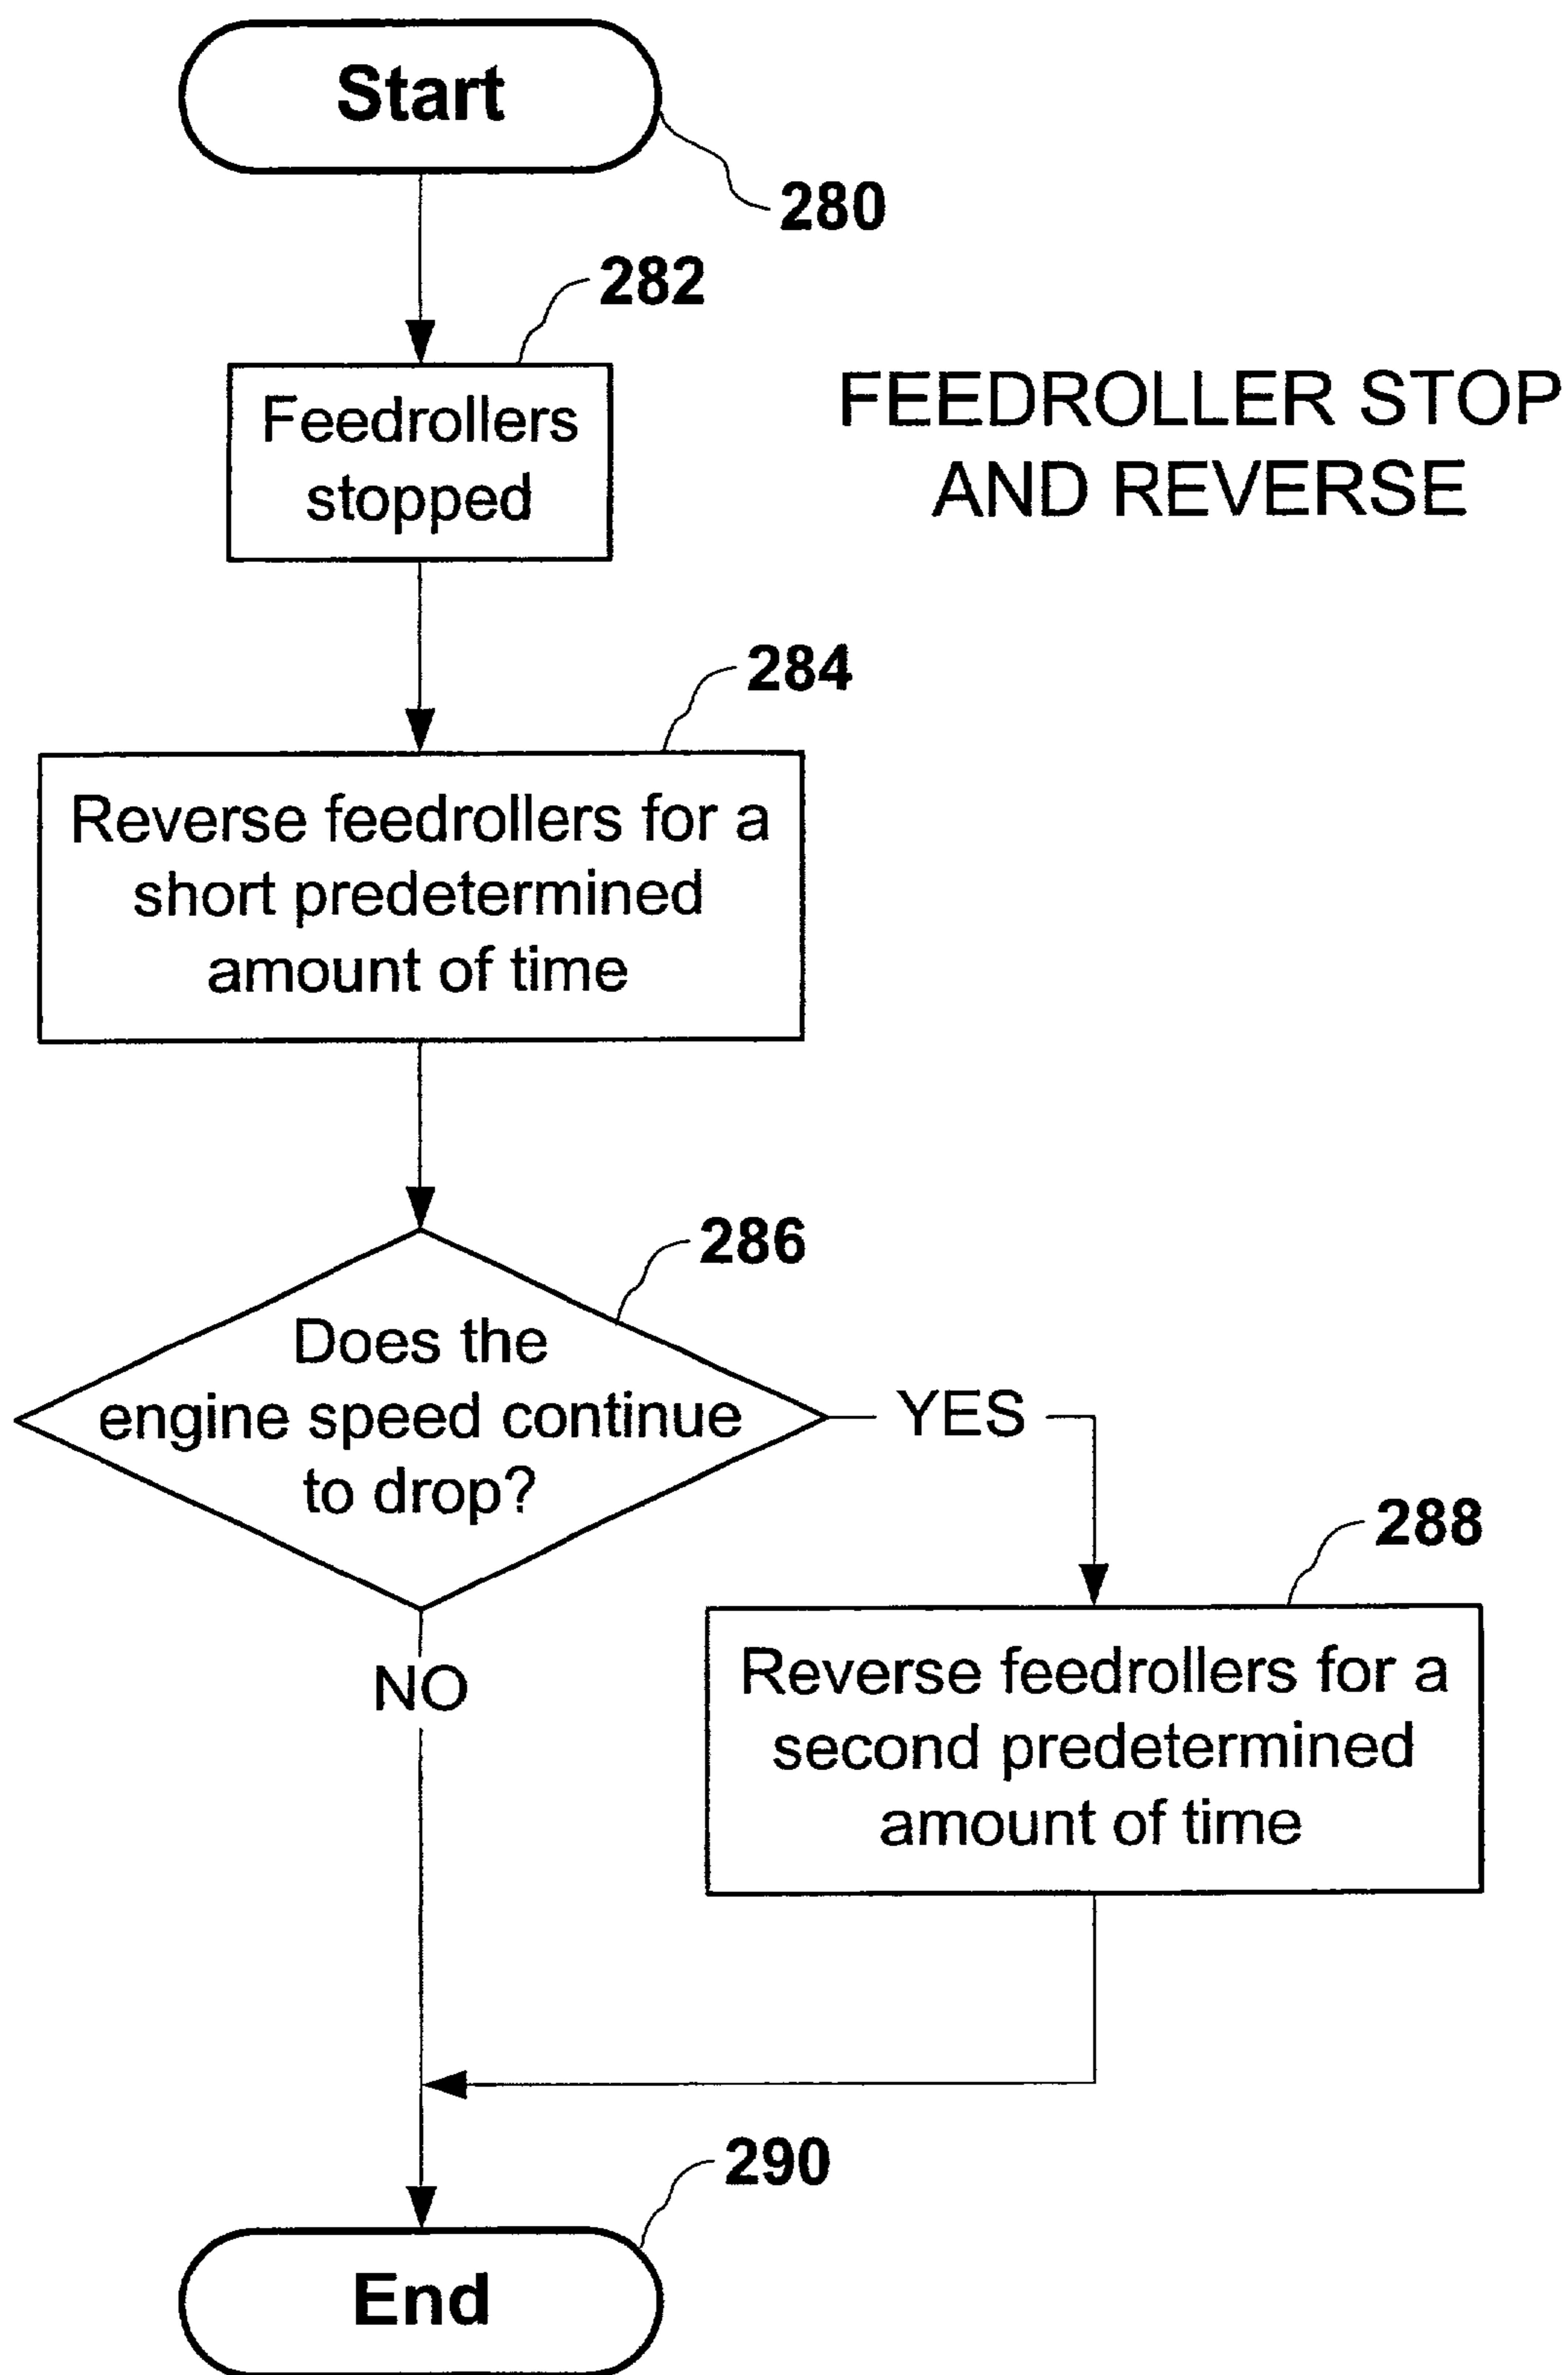 Start
280
282
Feedrollers
stopped
FEEDROLLER STOP
AND REVERSE
284
Reverse feedrollers for a
short predetermined
amount of time
286
Does the
engine speed continue
to drop?
YES
288
NO
Reverse feedrollers for a
second predetermined
amount of time
290
End